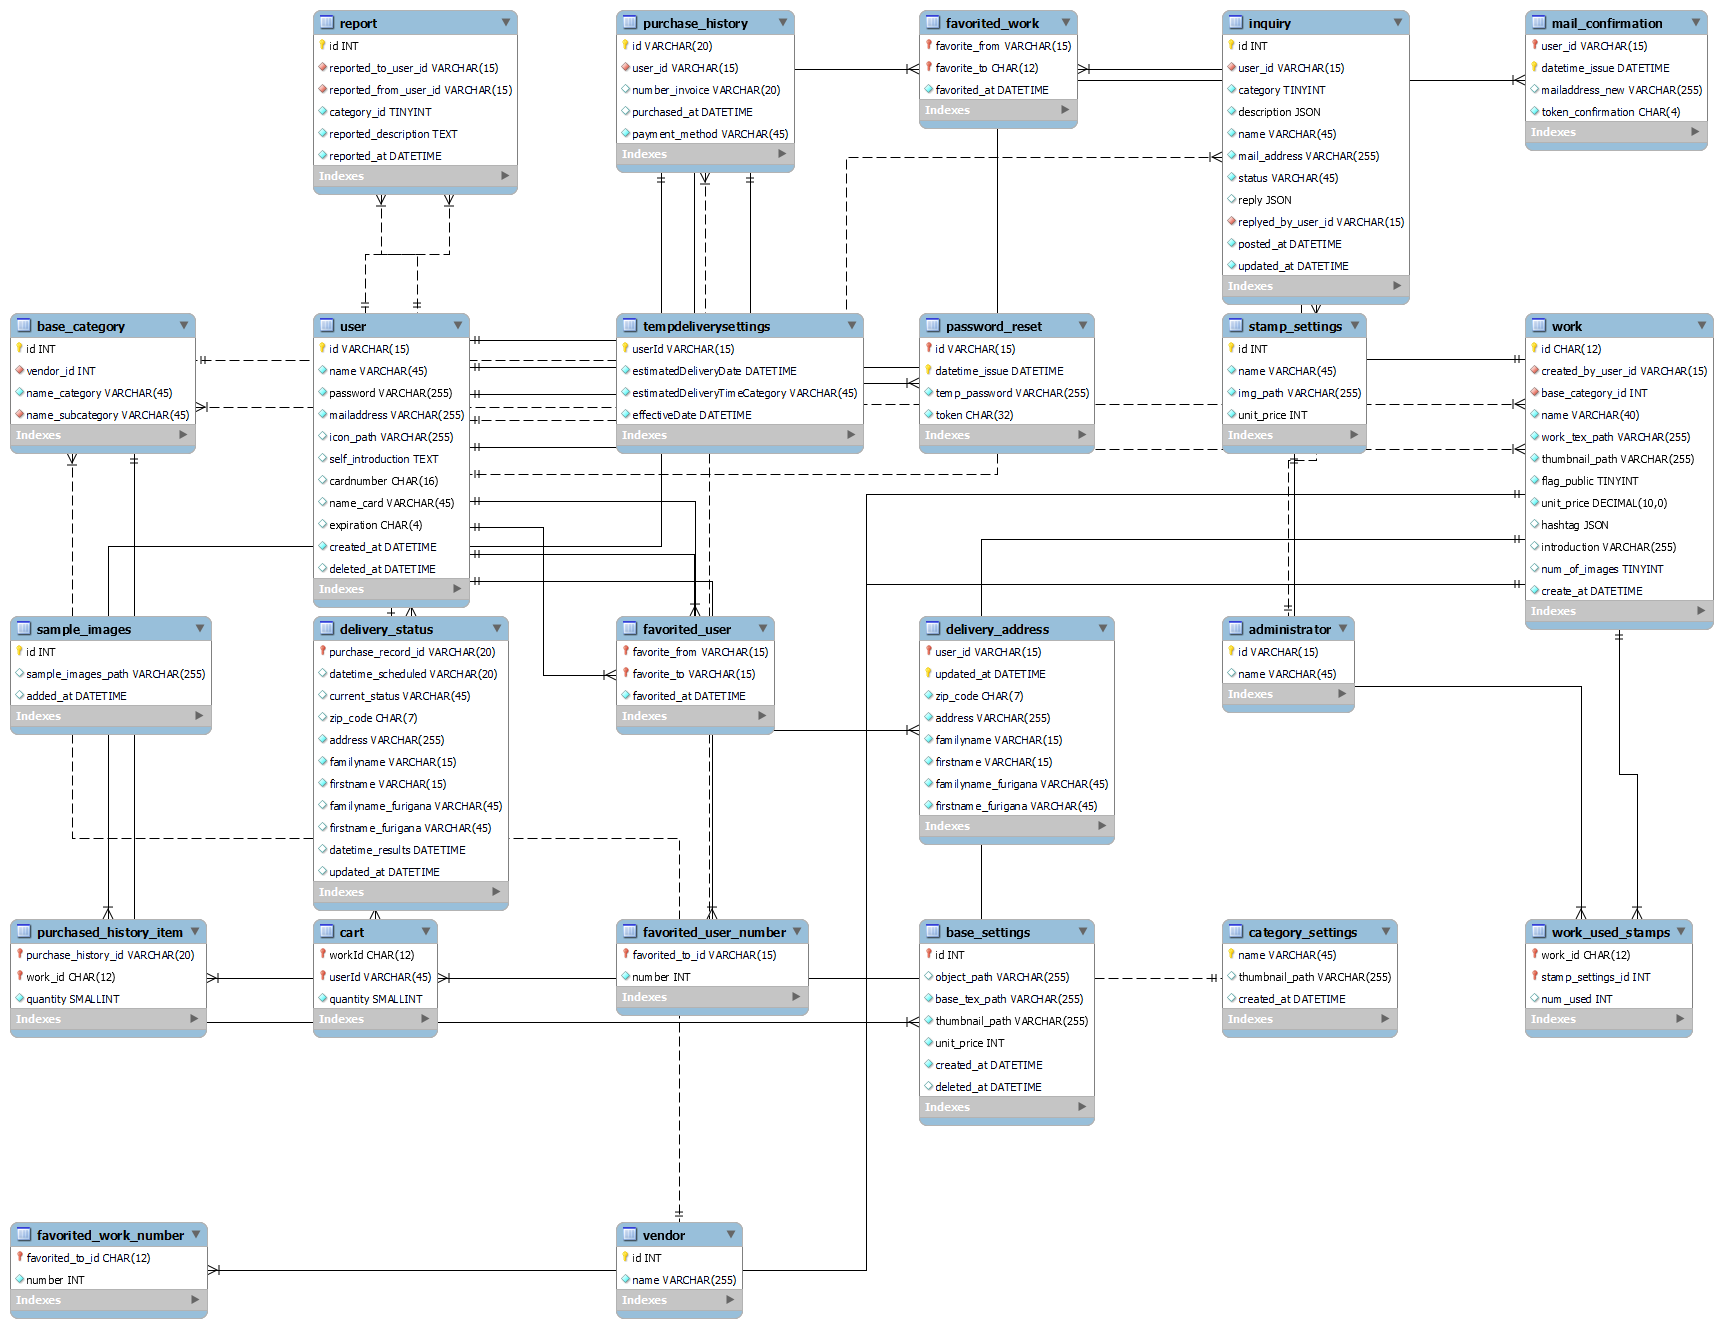 report
id INT
reported_to_user_id VARCHAR(15)
reported_from_user_id VARCHAR(15)
category_id TINYINT
reported_description TEXT
reported_at DATETIME
Indexes
purchase_history
id VARCHAR(20)
user_id VARCHAR(15)
number_invoice VARCHAR(20)
purchased_at DATETIME
payment_method VARCHAR(45)
Indexes
favorited_work
favorite_from VARCHAR(15)
favorite_to CHAR(12)
favorited_at DATETIME
Indexes
inquiry
id INT
user_id VARCHAR(15)
category TINYINT
description JSON
name VARCHAR(45)
mail_address VARCHAR(255)
status VARCHAR(45)
reply JSON
replyed_by_user_id VARCHAR(15)
posted_at DATETIME
updated_at DATETIME
Indexes
mail_confirmation
user_id VARCHAR(15)
datetime_issue DATETIME
mailaddress_new VARCHAR(255)
token_confirmation CHAR(4)
Indexes
base_category
id INT
vendor_id INT
name_category VARCHAR(45)
name_subcategory VARCHAR(45)
Indexes
user
id VARCHAR(15)
name VARCHAR(45)
password VARCHAR(255)
mailaddress VARCHAR(255)
icon_path VARCHAR(255)
self_introduction TEXT
cardnumber CHAR(16)
name_card VARCHAR(45)
expiration CHAR(4)
created_at DATETIME
deleted_at DATETIME
Indexes
tempdeliverysettings
userId VARCHAR(15)
estimatedDeliveryDate DATETIME
estimatedDeliveryTimeCategory VARCHAR(45)
effectiveDate DATETIME
Indexes
password_reset
id VARCHAR(15)
datetime_issue DATETIME
temp_password VARCHAR(255)
token CHAR(32)
Indexes
stamp_settings
id INT
name VARCHAR(45)
img_path VARCHAR(255)
unit_price INT
Indexes
work
id CHAR(12)
created_by_user_id VARCHAR(15)
base_category_id INT
name VARCHAR(40)
work_tex_path VARCHAR(255)
thumbnail_path VARCHAR(255)
flag_public TINYINT
unit_price DECIMAL(10,0)
hashtag JSON
introduction VARCHAR(255)
num_of_images TINYINT
create_at DATETIME
Indexes
sample_images
id INT
sample_images_path VARCHAR(255)
added_at DATETIME
Indexes
delivery_status
purchase_record_id VARCHAR(20)
datetime_scheduled VARCHAR(20)
current_status VARCHAR(45)
zip_code CHAR(7)
address VARCHAR(255)
familyname VARCHAR(15)
firstname VARCHAR(15)
familyname_furigana VARCHAR(45)
firstname_furigana VARCHAR(45)
datetime_results DATETIME
updated_at DATETIME
Indexes
favorited_user
favorite_from VARCHAR(15)
favorite_to VARCHAR(15)
favorited_at DATETIME
Indexes
delivery_address
user_id VARCHAR(15)
updated_at DATETIME
zip_code CHAR(7)
address VARCHAR(255)
familyname VARCHAR(15)
firstname VARCHAR(15)
familyname_furigana VARCHAR(45)
firstname_furigana VARCHAR(45)
Indexes
administrator
id VARCHAR(15)
name VARCHAR(45)
Indexes
purchased_history_item
purchase_history_id VARCHAR(20)
work_id CHAR(12)
quantity SMALLINT
Indexes
cart
workId CHAR(12)
userId VARCHAR(45)
quantity SMALLINT
Indexes
favorited_user_number
favorited_to_id VARCHAR(15)
number INT
Indexes
base_settings
id INT
object_path VARCHAR(255)
base_tex_path VARCHAR(255)
thumbnail_path VARCHAR(255)
unit_price INT
created_at DATETIME
deleted_at DATETIME
Indexes
category_settings
name VARCHAR(45)
thumbnail_path VARCHAR(255)
created_at DATETIME
Indexes
work_used_stamps
work_id CHAR(12)
stamp_settings_id INT
num_used INT
Indexes
favorited_work_number
favorited_to_id CHAR(12)
number INT
Indexes
vendor
id INT
name VARCHAR(255)
Indexes